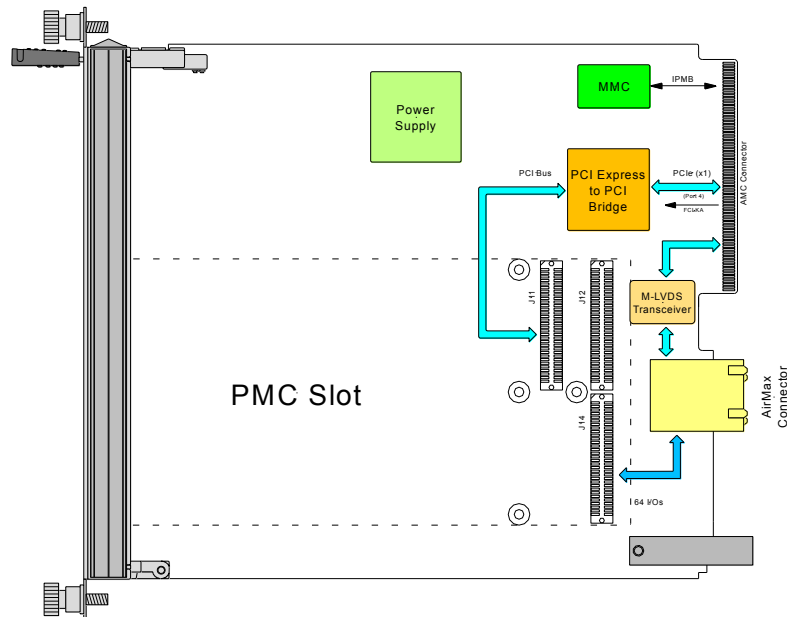 MMC
IPMB
Power
Supply
PCI Bus
PCI Express
to PCI
Bridge
PCIe (x1)
(Port 4)
FCLKA
AMC Connector
J11
J12
M-LVDS
Transceiver
PMC Slot
J14
AirMax
Connector
64 I/Os